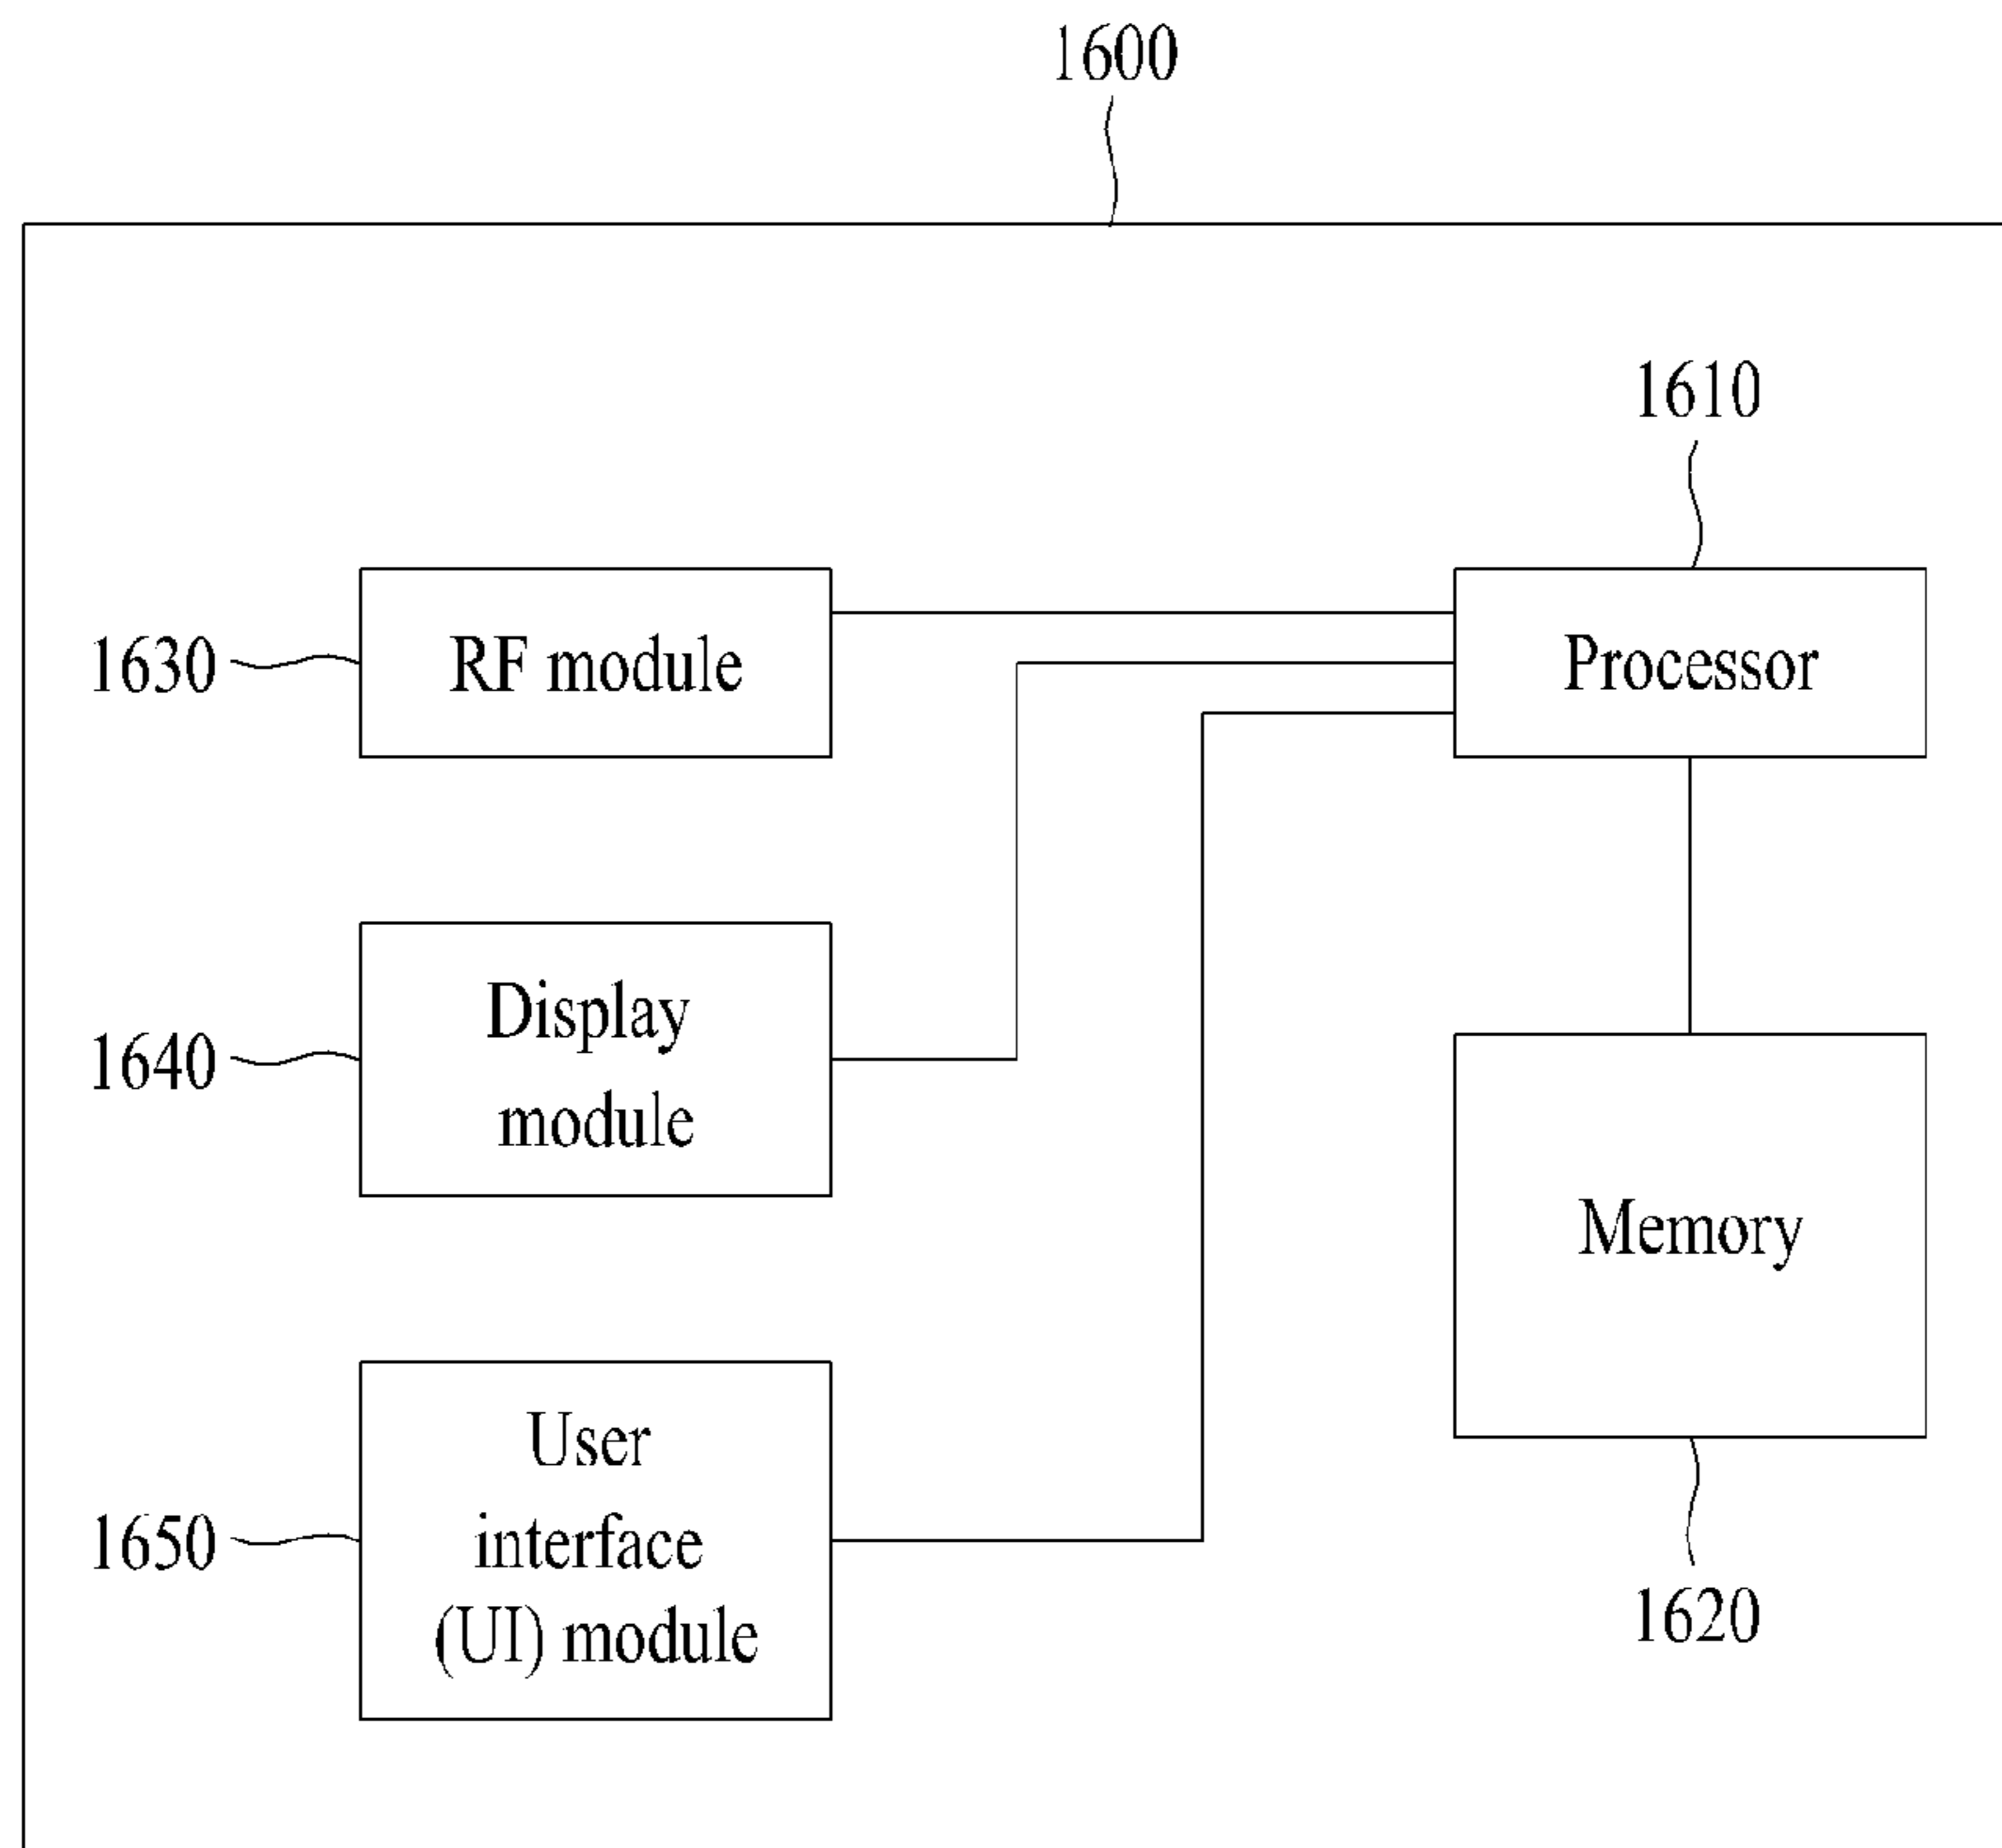 1600
1610
1630
RF module
Processor
1640
Display
module
Memory
1650
User
interface
(UI) module
1620